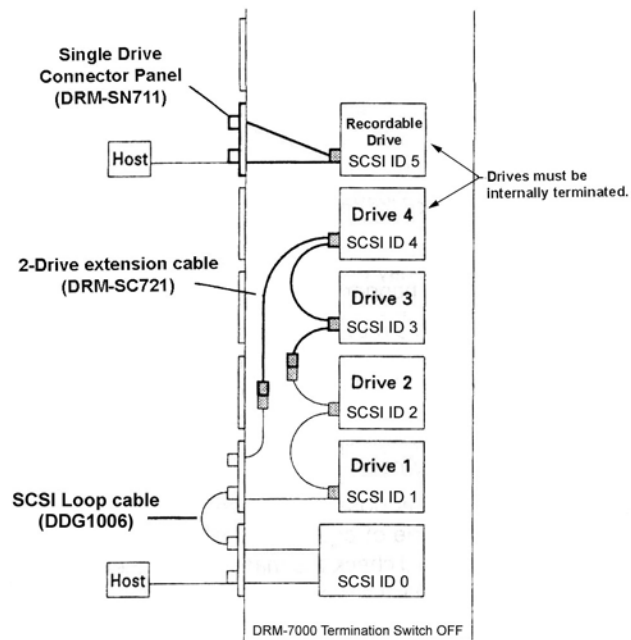 Single Drive
Connector Panel
(DRM-SN711)
Host
Recordable
Drive
SCSI ID 5
Drives must be
internally terminated.
Drive 4
SCSI ID 4
2-Drive extension cable
(DRM-SC721)
Drive 3
SCSI ID 3
Drive 2
SCSI ID 2
Drive 1
SCSI ID 1
SCSI Loop cable
(DDG1006)
Host
SCSI ID 0
DRM-7000 Termination Switch OFF